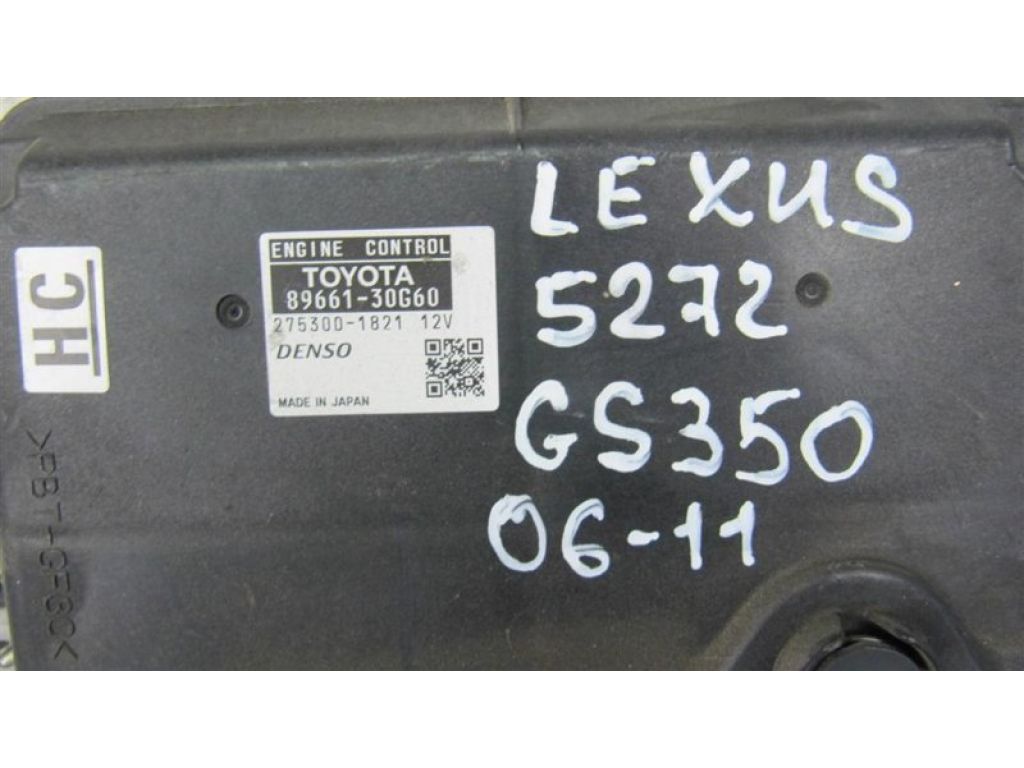 LEXUS
5272
GS350
06-11
ENGINE CONTROL
TOYOTA
89661-30G60
275300-1821 12V
DENSO
MADE IN JAPAN
HC
>PBT-GF30<